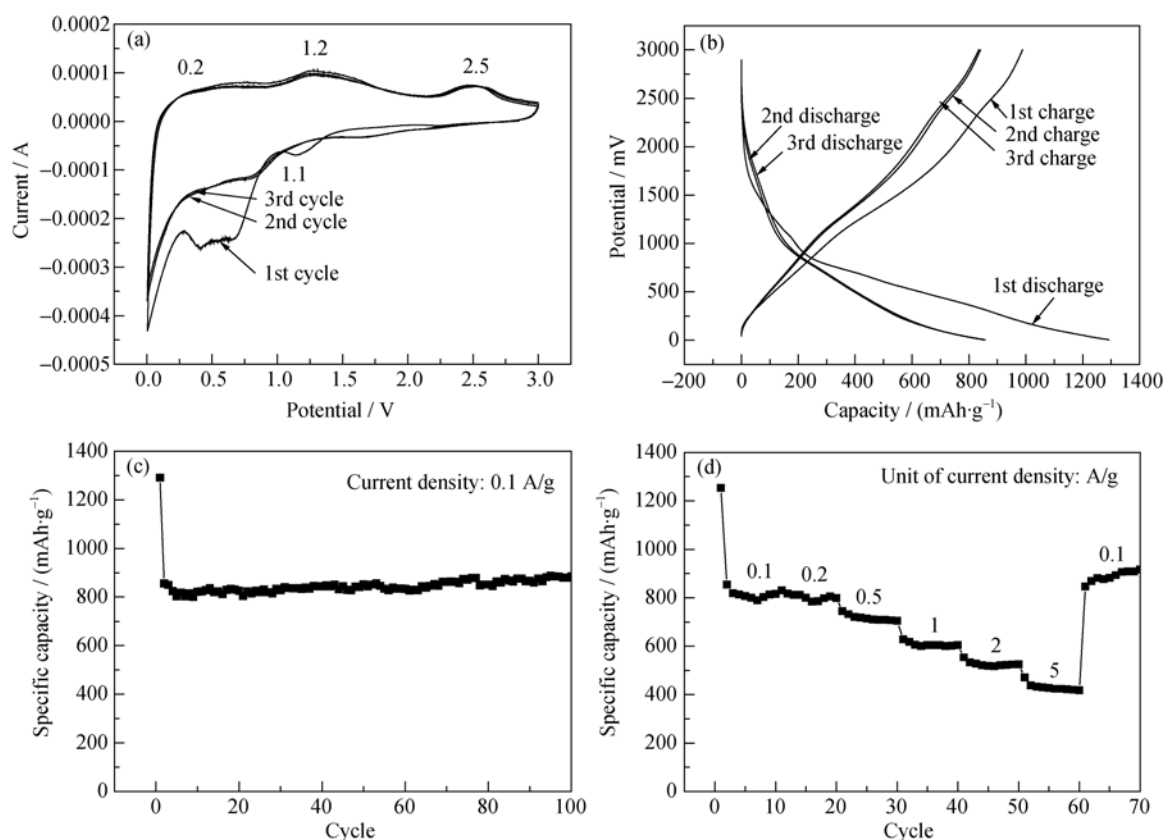 (a)
0.0002
0.0001
0.0000
−0.0001
−0.0002
−0.0003
−0.0004
−0.0005
Current / A
0.2
1.2
2.5
1.1
3rd cycle
2nd cycle
1st cycle
0.0 0.5 1.0 1.5 2.0 2.5 3.0
Potential / V
(b)
3000
2500
2000
1500
1000
500
0
Potential / mV
2nd discharge
3rd discharge
1st charge
2nd charge
3rd charge
1st discharge
−200 0 200 400 600 800 1000 1200 1400
Capacity / (mAh·g⁻¹)
(c)
Current density: 0.1 A/g
1400
1200
1000
800
600
400
200
0
Specific capacity / (mAh·g⁻¹)
0 20 40 60 80 100
Cycle
(d)
Unit of current density: A/g
1400
1200
1000
800
600
400
200
0
Specific capacity / (mAh·g⁻¹)
0.1
0.2
0.5
1
2
5
0.1
0 10 20 30 40 50 60 70
Cycle